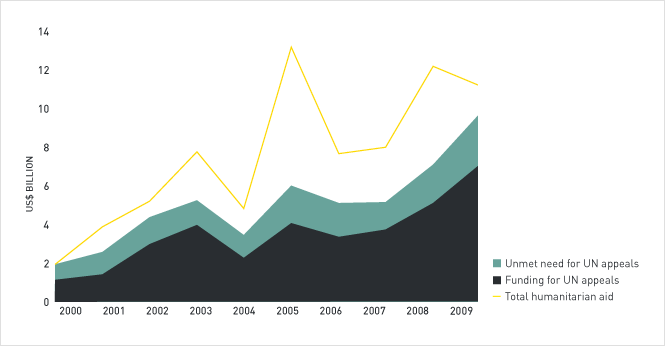 14
12
10
8
6
4
2
0
US$ BILLION
2000 2001 2002 2003 2004 2005 2006 2007 2008 2009
Unmet need for UN appeals
Funding for UN appeals
Total humanitarian aid